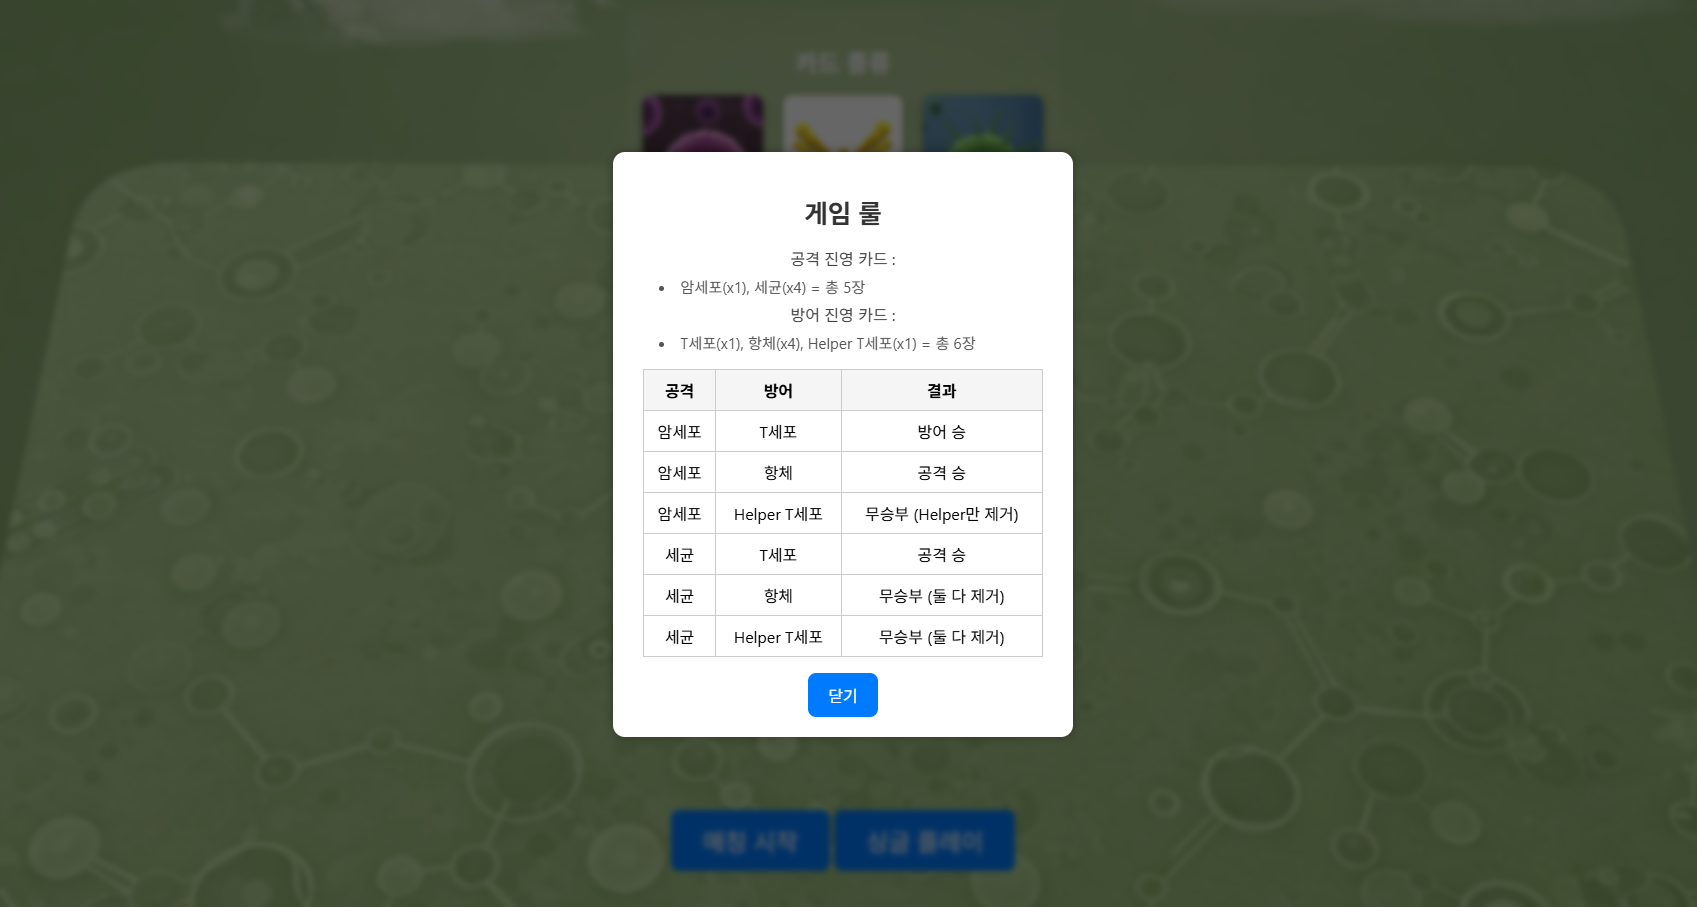 카드 종류
게임 룰
공격 진영 카드 :
암세포(x1), 세균(x4) = 총 5장
방어 진영 카드 :
T세포(x1), 항체(x4), Helper T세포(x1) = 총 6장
공격 방어 결과
암세포 T세포 방어 승
암세포 항체 공격 승
암세포 Helper T세포 무승부 (Helper만 제거)
세균 T세포 공격 승
세균 항체 무승부 (둘 다 제거)
세균 Helper T세포 무승부 (둘 다 제거)
닫기
매칭 시작 싱글 플레이